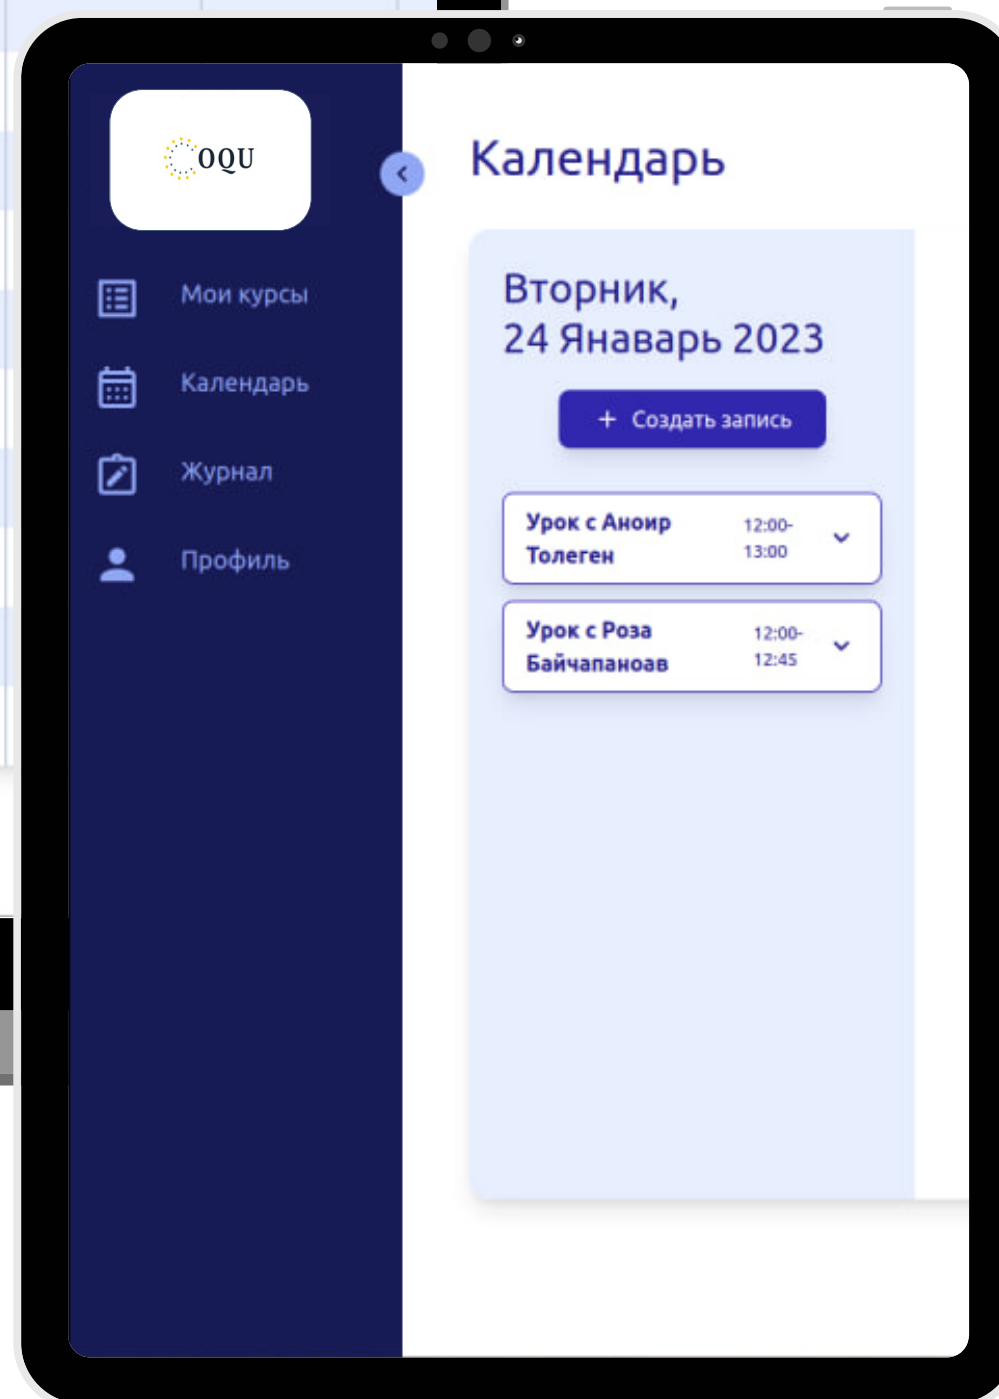 OQU
Календарь
Мои курсы
Календарь
Журнал
Профиль
Вторник,
24 Январарь 2023
+ Создать запись
Урок с Аноир
Толеген
12:00-
13:00
Урок с Роза
Байчапаноав
12:00-
12:45